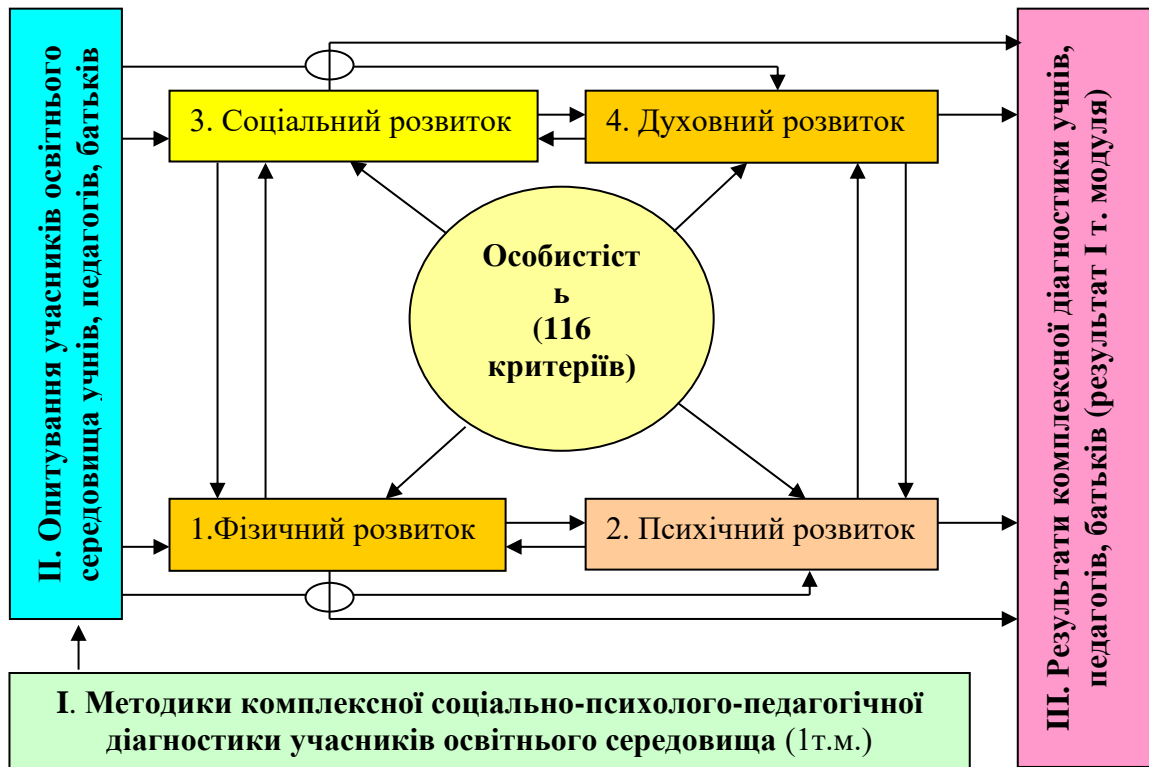 ІІ. Опитування учасників освітнього
середовища учнів, педагогів, батьків
3. Соціальний розвиток
4. Духовний розвиток
Особистіст
ь
(116
критеріїв)
1.Фізичний розвиток
2. Психічний розвиток
ІІІ. Результати комплексної діагностики учнів,
педагогів, батьків (результат І т. модуля)
І. Методики комплексної соціально-психолого-педагогічної
діагностики учасників освітнього середовища (1т.м.)